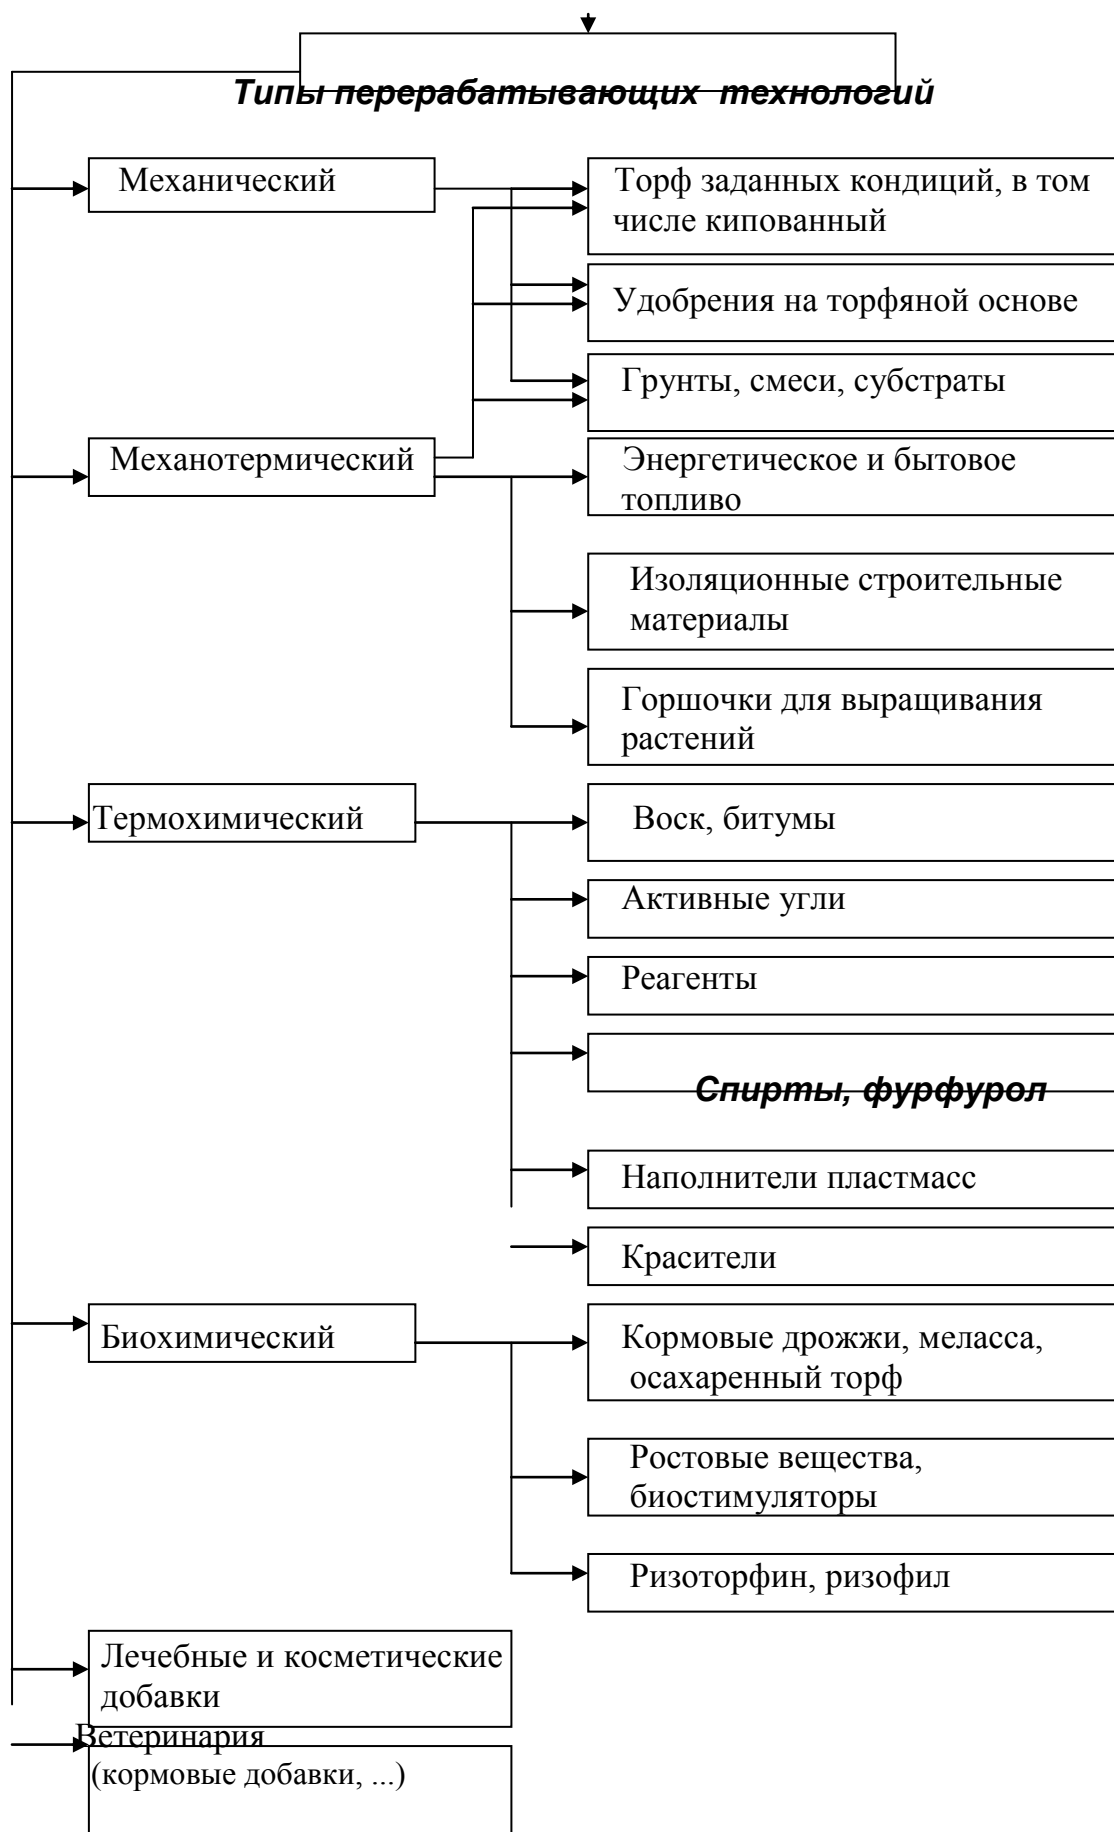 Типы перерабатывающих технологий
Механический
Торф заданных кондиций, в том
числе кипованный
Удобрения на торфяной основе
Грунты, смеси, субстраты
Механотермический
Энергетическое и бытовое
топливо
Изоляционные строительные
материалы
Горшочки для выращивания
растений
Термохимический
Воск, битумы
Активные угли
Реагенты
Спирты, фурфурол
Наполнители пластмасс
Красители
Биохимический
Кормовые дрожжи, меласса,
осахаренный торф
Ростовые вещества,
биостимуляторы
Ризоторфин, ризофил
Лечебные и косметические
добавки
Ветеринария
(кормовые добавки, ...)